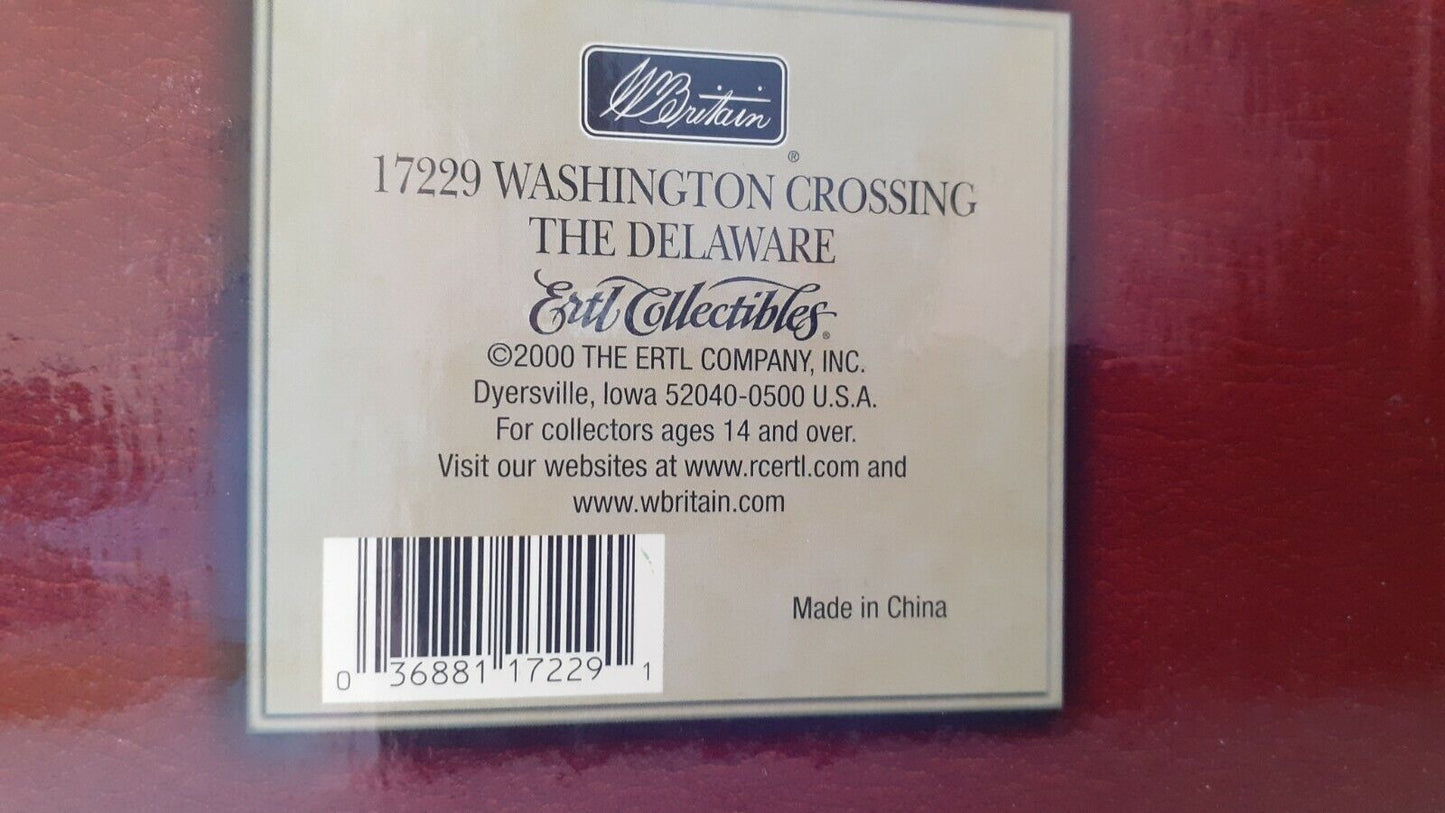 WBritain
®
17229 WASHINGTON CROSSING
THE DELAWARE
Ertl Collectibles®
©2000 THE ERTL COMPANY, INC.
Dyersville, Iowa 52040-0500 U.S.A.
For collectors ages 14 and over.
Visit our websites at www.rcertl.com and
www.wbritain.com
Made in China
0 36881 17229 1